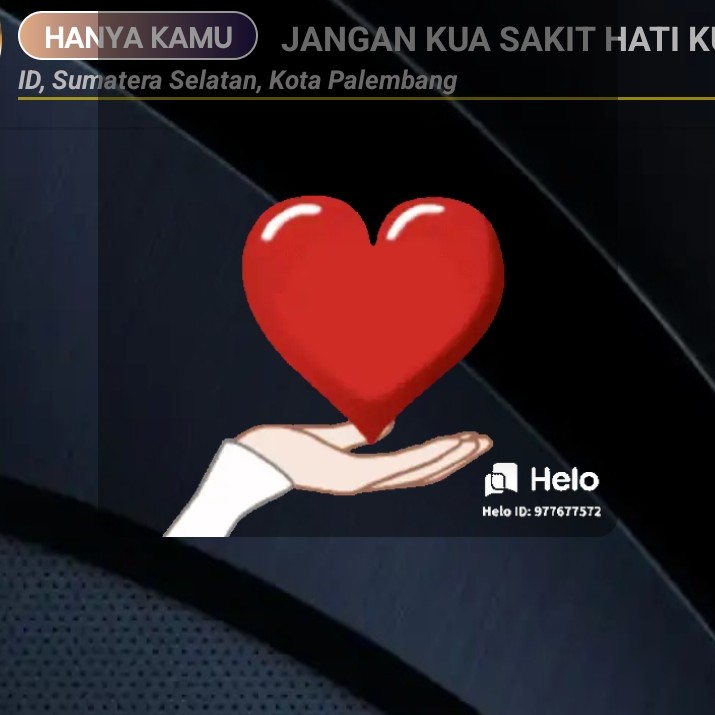 HANYA KAMU JANGAN KUA SAKIT HATI
ID, Sumatera Selatan, Kota Palembang
Helo
Helo ID: 977677572